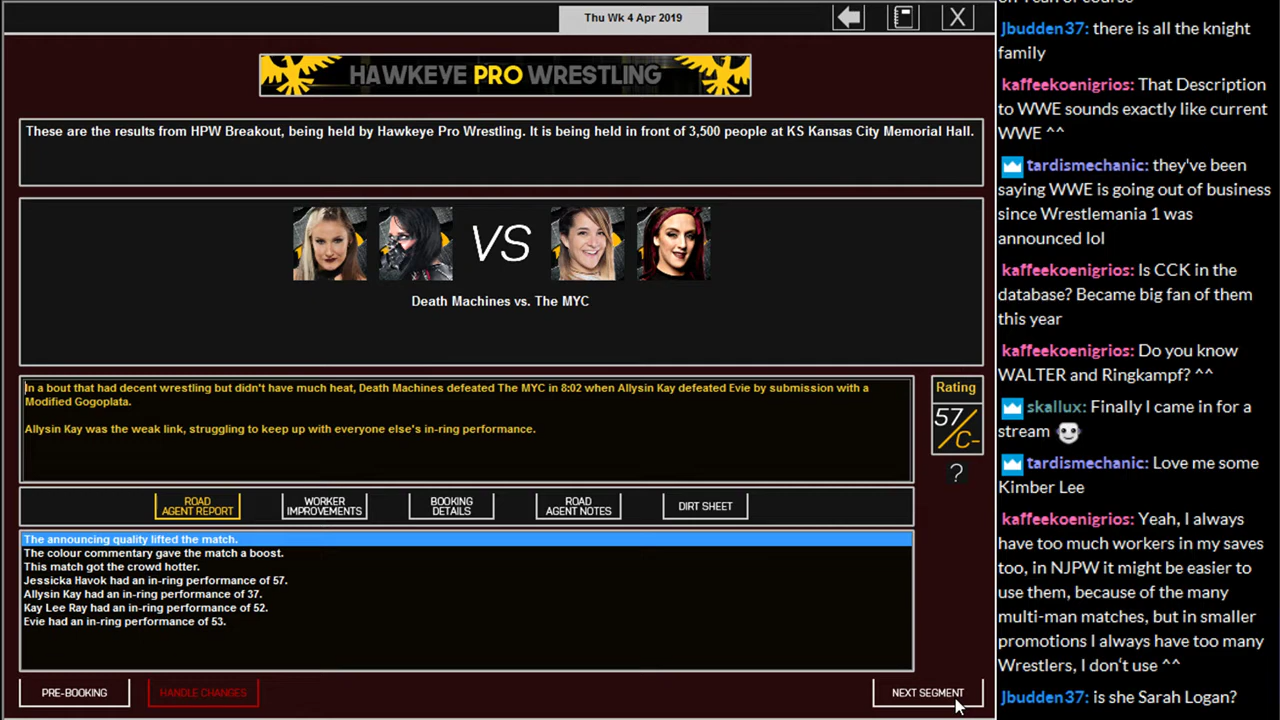 Thu Wk 4 Apr 2019
HAWKEYE PRO WRESTLING
These are the results from HPW Breakout, being held by Hawkeye Pro Wrestling. It is being held in front of 3,500 people at KS Kansas City Memorial Hall.
VS
Death Machines vs. The MYC
In a bout that had decent wrestling but didn't have much heat, Death Machines defeated The MYC in 8:02 when Allysin Kay defeated Evie by submission with a
Modified Gogoplata.
Allysin Kay was the weak link, struggling to keep up with everyone else's in-ring performance.
Rating
57/C-
?
ROAD
AGENT REPORT
WORKER
IMPROVEMENTS
BOOKING
DETAILS
ROAD
AGENT NOTES
DIRT SHEET
The announcing quality lifted the match.
The colour commentary gave the match a boost.
This match got the crowd hotter.
Jessicka Havok had an in-ring performance of 57.
Allysin Kay had an in-ring performance of 37.
Kay Lee Ray had an in-ring performance of 52.
Evie had an in-ring performance of 53.
PRE-BOOKING
HANDLE CHANGES
NEXT SEGMENT
Jbudden37: there is all the knight
family
kaffeekoenigrios: That Description
to WWE sounds exactly like current
WWE ^^
tardismechanic: they've been
saying WWE is going out of business
since Wrestlemania 1 was
announced lol
kaffeekoenigrios: Is CCK in the
database? Became big fan of them
this year
kaffeekoenigrios: Do you know
WALTER and Ringkampf? ^^
skallux: Finally I came in for a
stream
tardismechanic: Love me some
Kimber Lee
kaffeekoenigrios: Yeah, I always
have too much workers in my saves
too, in NJPW it might be easier to
use them, because of the many
multi-man matches, but in smaller
promotions I always have too many
Wrestlers, I don't use ^^
Jbudden37: is she Sarah Logan?